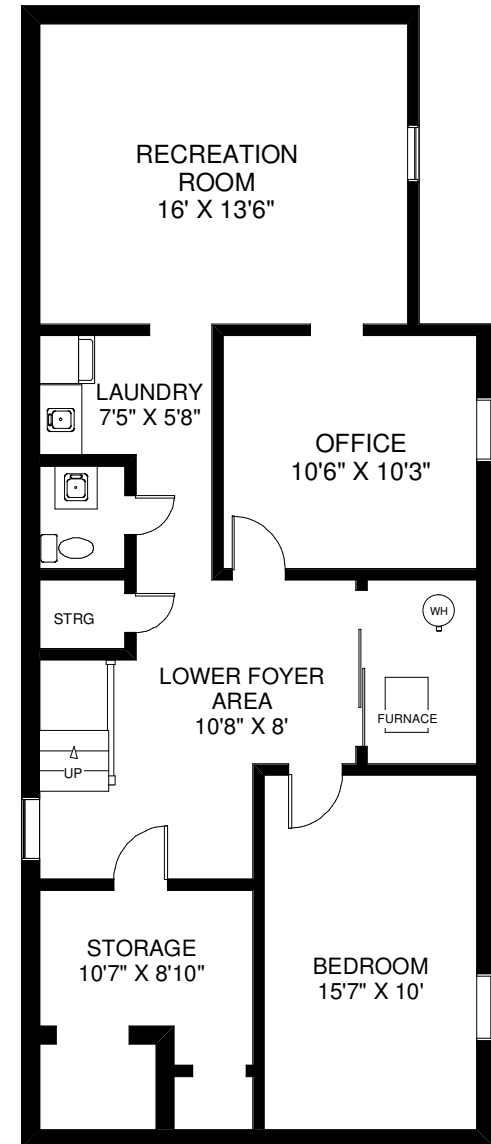 RECREATION
ROOM
16' X 13'6"
LAUNDRY
7'5" X 5'8"
OFFICE
10'6" X 10'3"
STRG
WH
LOWER FOYER
AREA
10'8" X 8'
FURNACE
UP
STORAGE
10'7" X 8'10"
BEDROOM
15'7" X 10'